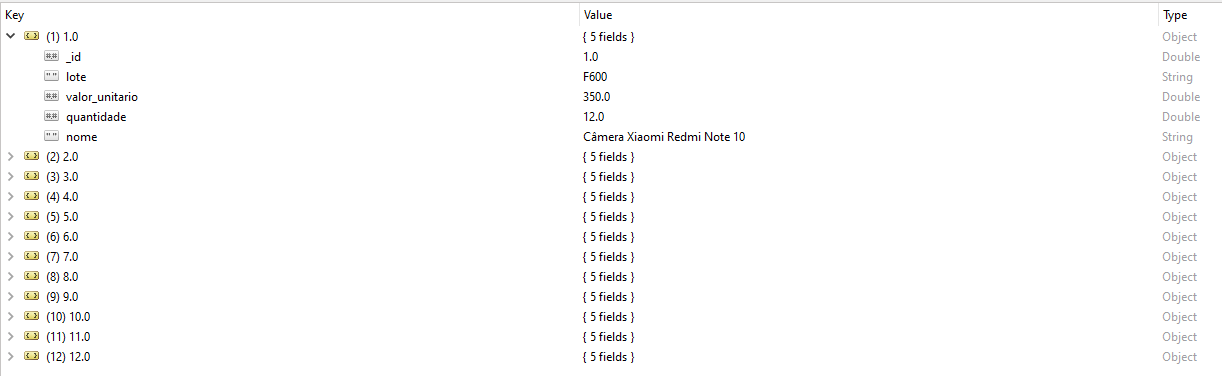 Key Value Type
(1) 1.0 { 5 fields } Object
_id 1.0 Double
lote F600 String
valor_unitario 350.0 Double
quantidade 12.0 Double
nome Câmera Xiaomi Redmi Note 10 String
(2) 2.0 { 5 fields } Object
(3) 3.0 { 5 fields } Object
(4) 4.0 { 5 fields } Object
(5) 5.0 { 5 fields } Object
(6) 6.0 { 5 fields } Object
(7) 7.0 { 5 fields } Object
(8) 8.0 { 5 fields } Object
(9) 9.0 { 5 fields } Object
(10) 10.0 { 5 fields } Object
(11) 11.0 { 5 fields } Object
(12) 12.0 { 5 fields } Object